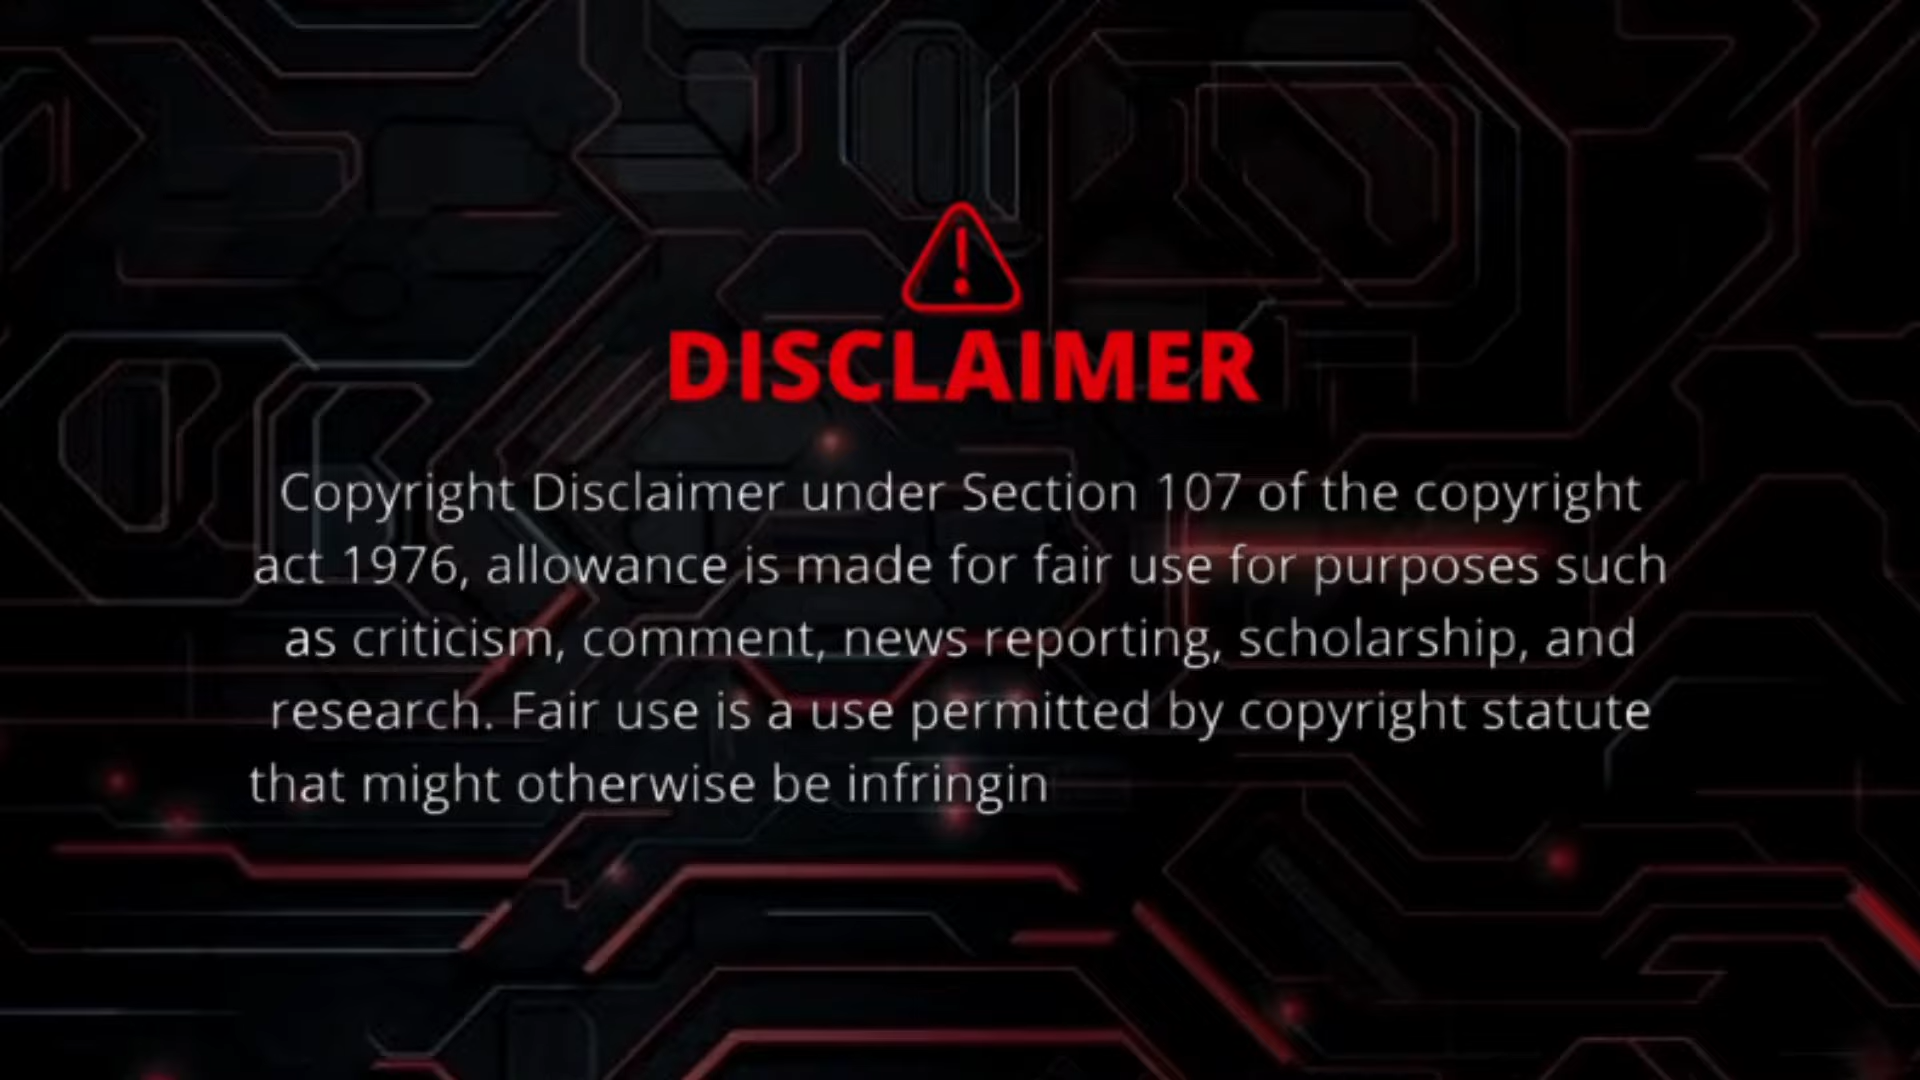 DISCLAIMER
Copyright Disclaimer under Section 107 of the copyright
act 1976, allowance is made for fair use for purposes such
as criticism, comment, news reporting, scholarship, and
research. Fair use is a use permitted by copyright statute
that might otherwise be infringin